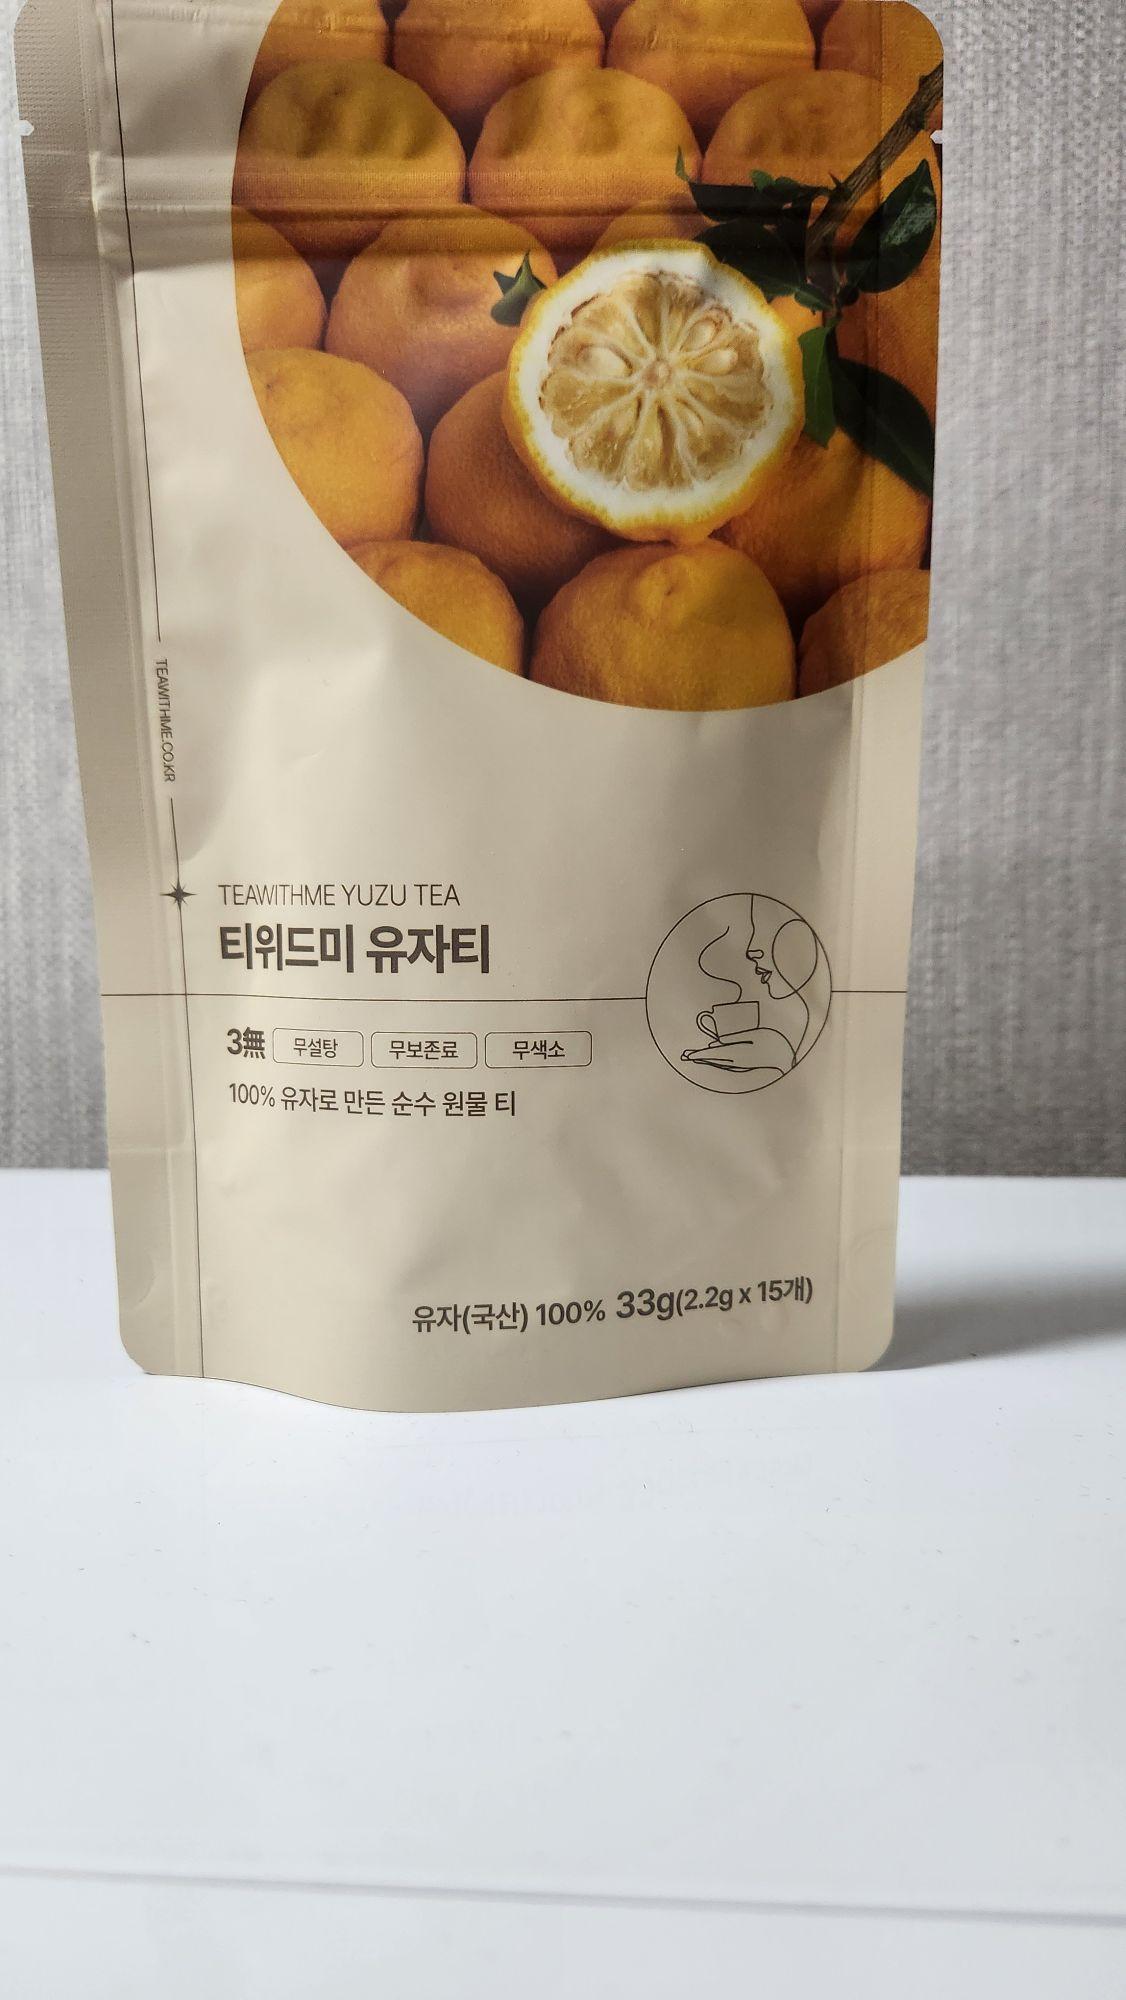 TEAWITHME.CO.KR
TEAWITHME YUZU TEA
티위드미 유자티
3無 무설탕 무보존료 무색소
100% 유자로 만든 순수 원물 티
유자(국산) 100% 33g(2.2g x 15개)